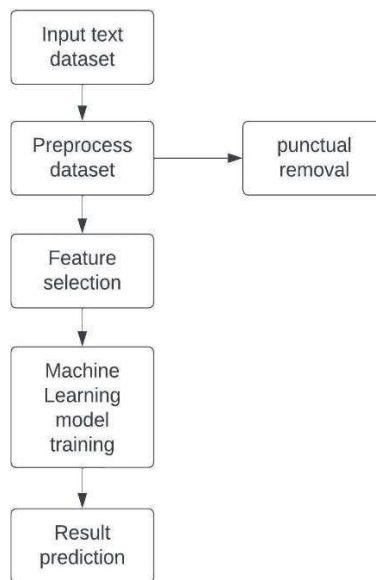 Input text
dataset
Preprocess
dataset
punctual
removal
Feature
selection
Machine
Learning
model
training
Result
prediction